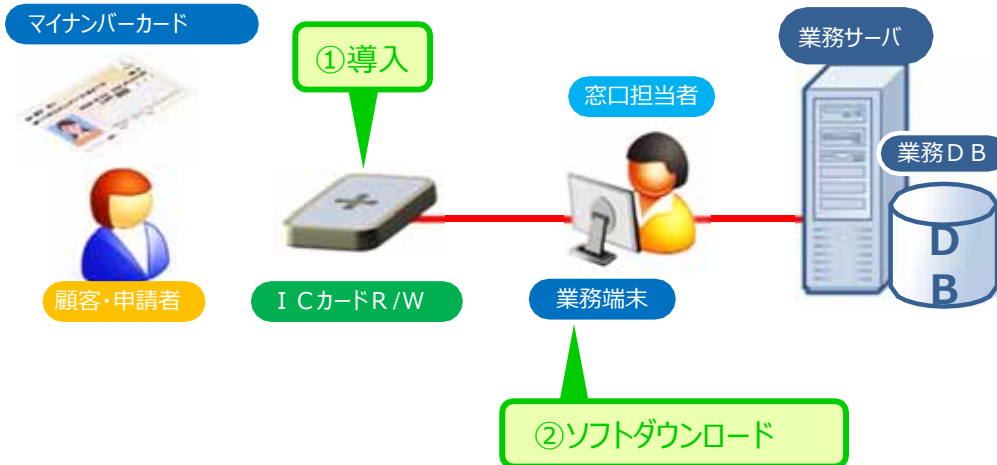 マイナンバーカード
①導入
業務サーバ
窓口担当者
業務ＤＢ
Ｄ
Ｂ
顧客・申請者
ＩＣカードＲ/Ｗ
業務端末
②ソフトダウンロード